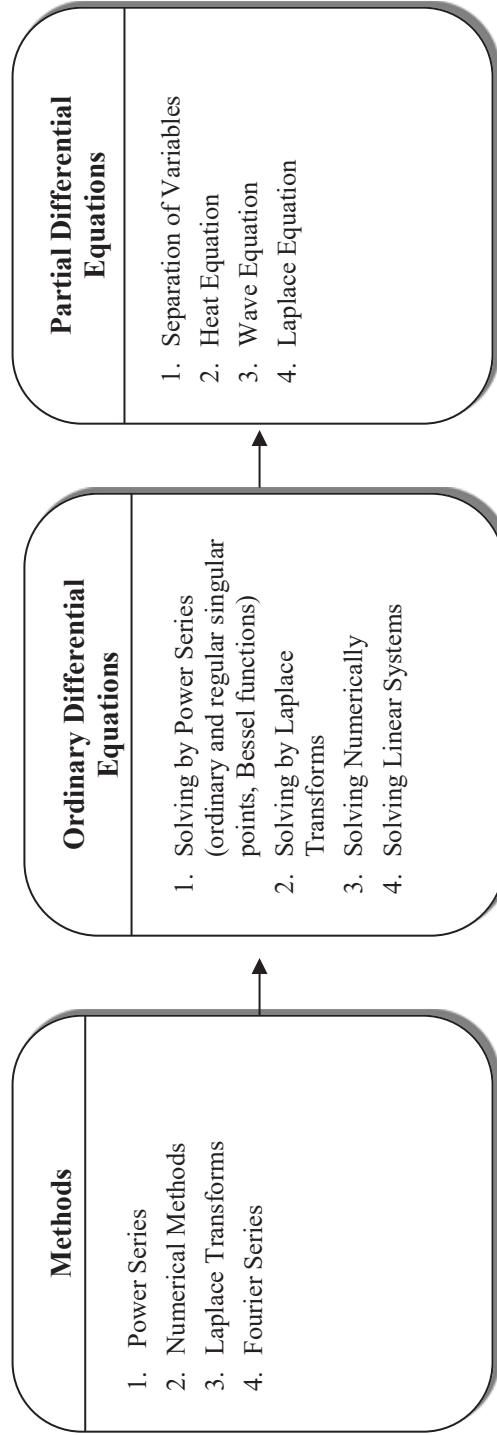 Methods
1. Power Series
2. Numerical Methods
3. Laplace Transforms
4. Fourier Series
Ordinary Differential
Equations
1. Solving by Power Series
(ordinary and regular singular
points, Bessel functions)
2. Solving by Laplace
Transforms
3. Solving Numerically
4. Solving Linear Systems
Partial Differential
Equations
1. Separation of Variables
2. Heat Equation
3. Wave Equation
4. Laplace Equation